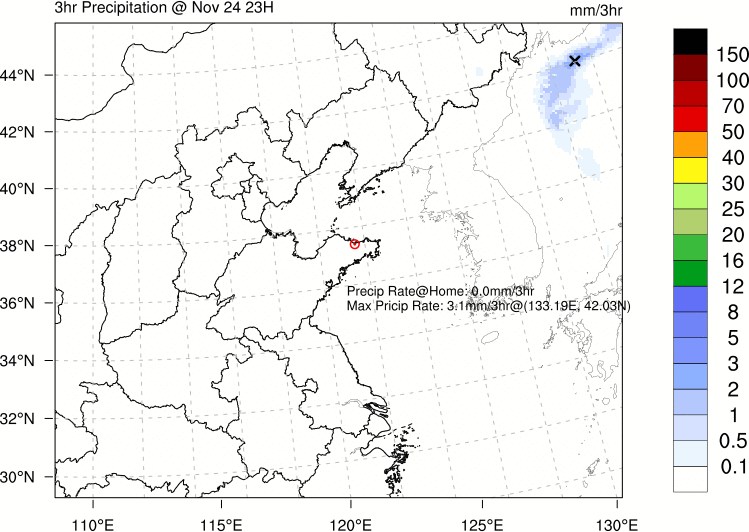 3hr Precipitation @ Nov 24 23H
mm/3hr
44°N
42°N
40°N
38°N
36°N
34°N
32°N
30°N
Precip Rate@Home: 0.0mm/3hr
Max Pricip Rate: 3.1mm/3hr@(133.19E, 42.03N)
110°E 115°E 120°E 125°E 130°E
150
100
70
50
40
30
25
20
16
12
8
5
3
2
1
0.5
0.1